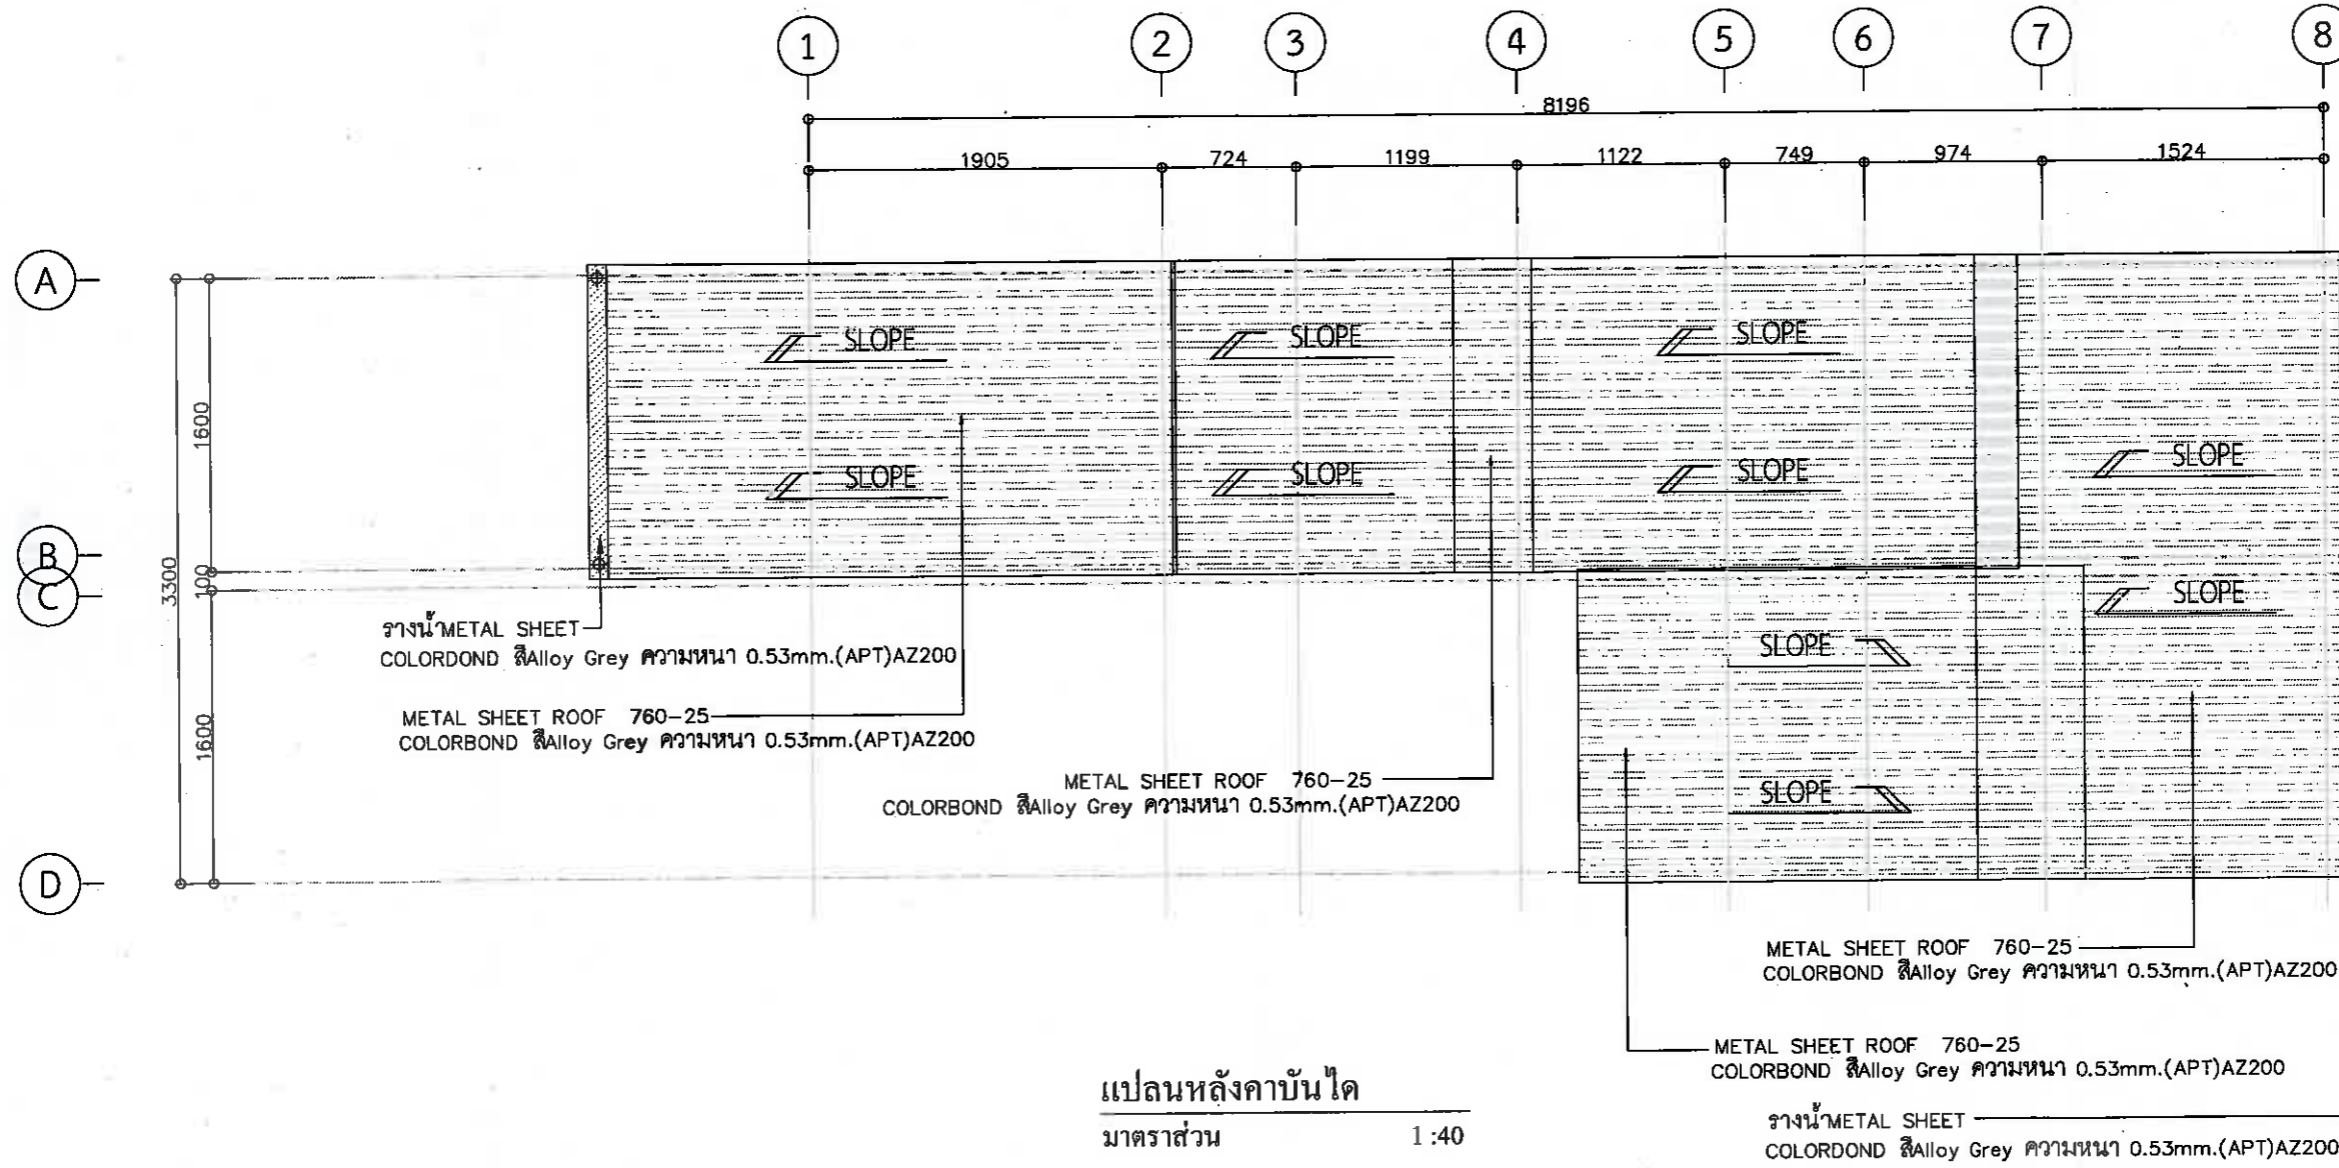 1
2
3
4
5
6
7
8
8196
1905
724
1199
1122
749
974
1524
A
B
C
D
1600
100
3300
1600
SLOPE
SLOPE
SLOPE
SLOPE
SLOPE
SLOPE
SLOPE
SLOPE
SLOPE
SLOPE
รางน้ำMETAL SHEET
COLORDOND สีAlloy Grey ความหนา 0.53mm.(APT)AZ200
METAL SHEET ROOF 760-25
COLORBOND สีAlloy Grey ความหนา 0.53mm.(APT)AZ200
METAL SHEET ROOF 760-25
COLORBOND สีAlloy Grey ความหนา 0.53mm.(APT)AZ200
METAL SHEET ROOF 760-25
COLORBOND สีAlloy Grey ความหนา 0.53mm.(APT)AZ200
METAL SHEET ROOF 760-25
COLORBOND สีAlloy Grey ความหนา 0.53mm.(APT)AZ200
รางน้ำMETAL SHEET
COLORDOND สีAlloy Grey ความหนา 0.53mm.(APT)AZ200
แปลนหลังคาบันได
มาตราส่วน 1:40